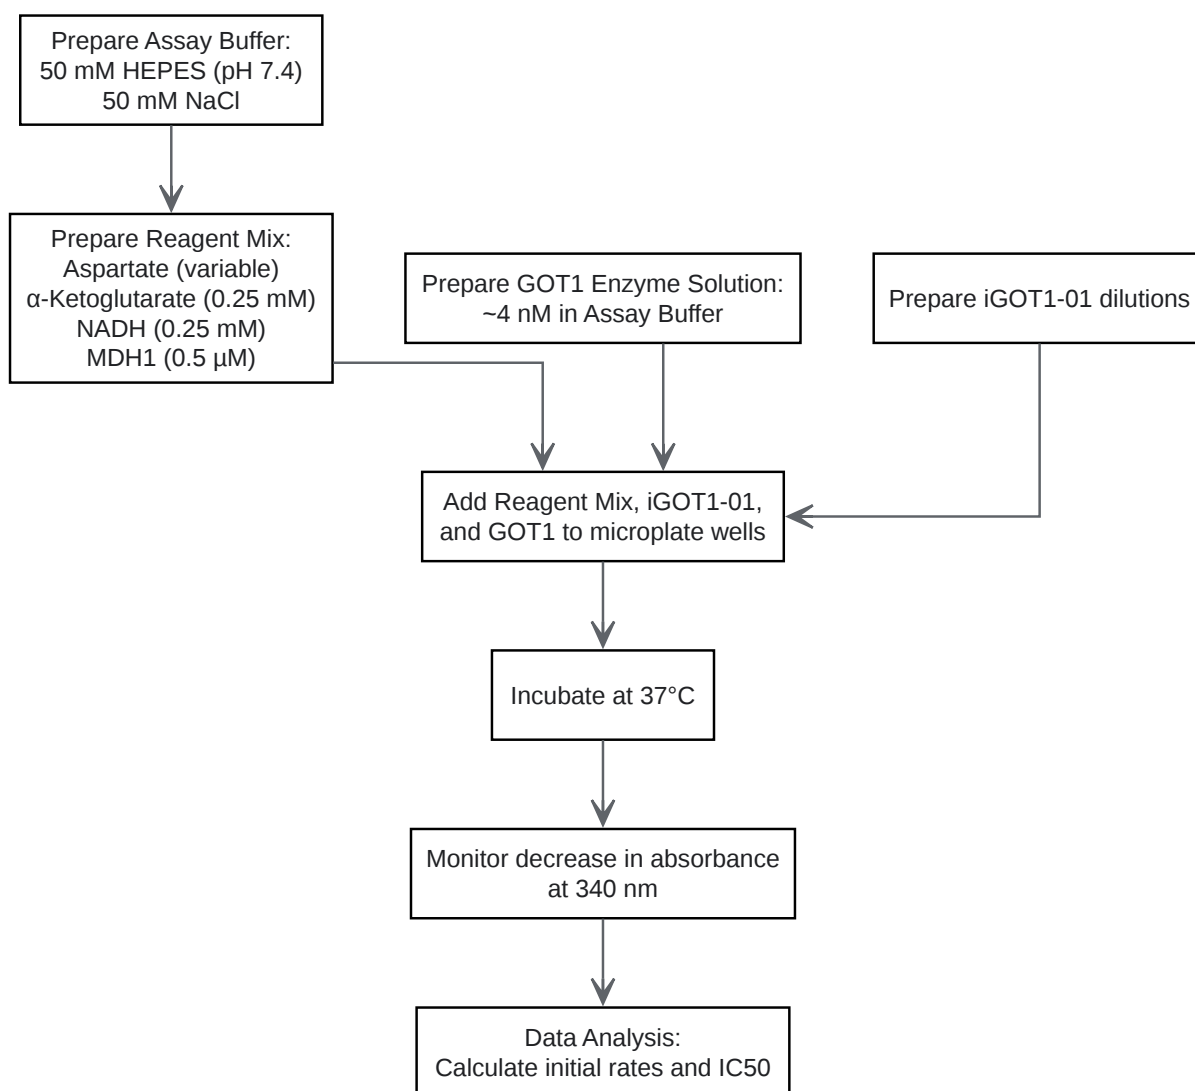 Prepare Assay Buffer:
50 mM HEPES (pH 7.4)
50 mM NaCl
Prepare Reagent Mix:
Aspartate (variable)
α-Ketoglutarate (0.25 mM)
NADH (0.25 mM)
MDH1 (0.5 µM)
Prepare GOT1 Enzyme Solution:
~4 nM in Assay Buffer
Prepare iGOT1-01 dilutions
Add Reagent Mix, iGOT1-01,
and GOT1 to microplate wells
Incubate at 37°C
Monitor decrease in absorbance
at 340 nm
Data Analysis:
Calculate initial rates and IC50